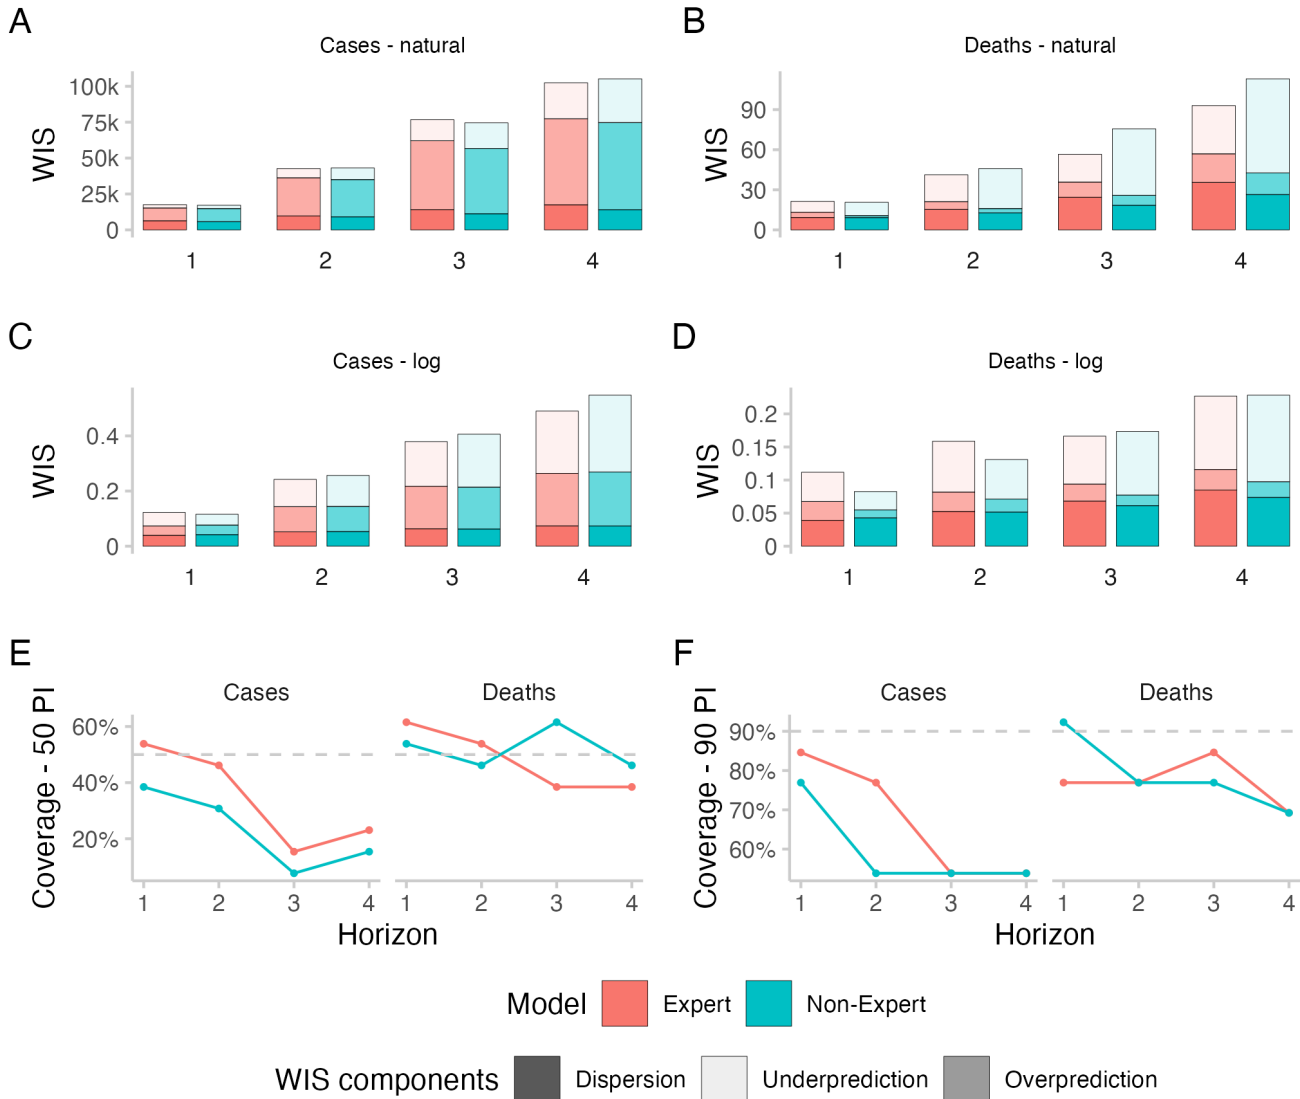 A
B
Cases - natural
Deaths - natural
WIS
100k
75k
50k
25k
0
1 2 3 4
WIS
90
60
30
0
1 2 3 4
C
D
Cases - log
Deaths - log
WIS
0.4
0.2
0
1 2 3 4
WIS
0.2
0.15
0.1
0.05
0
1 2 3 4
E
F
Coverage - 50 PI
Cases
Deaths
60%
40%
20%
1 2 3 4
1 2 3 4
Horizon
Coverage - 90 PI
Cases
Deaths
90%
80%
70%
60%
1 2 3 4
1 2 3 4
Horizon
Model Expert Non-Expert
WIS components Dispersion Underprediction Overprediction